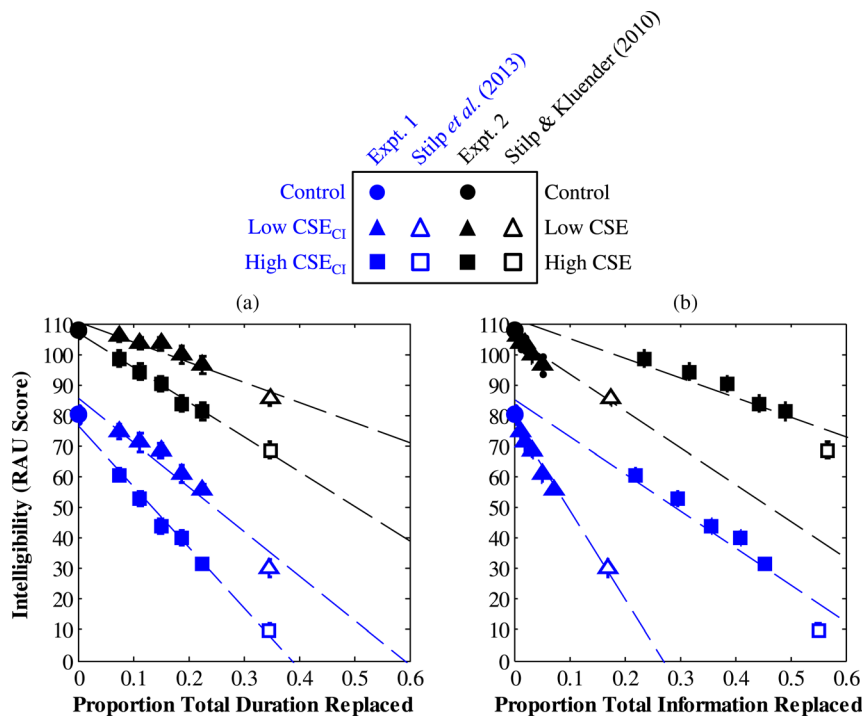 Expt. 1
Stilp et al. (2013)
Expt. 2
Stilp & Kluender (2010)
Control
Control
Low CSECI
Low CSE
High CSECI
High CSE
(a)
(b)
Intelligibility (RAU Score)
110
100
90
80
70
60
50
40
30
20
10
0
0 0.1 0.2 0.3 0.4 0.5 0.6
Proportion Total Duration Replaced
110
100
90
80
70
60
50
40
30
20
10
0
0 0.1 0.2 0.3 0.4 0.5 0.6
Proportion Total Information Replaced